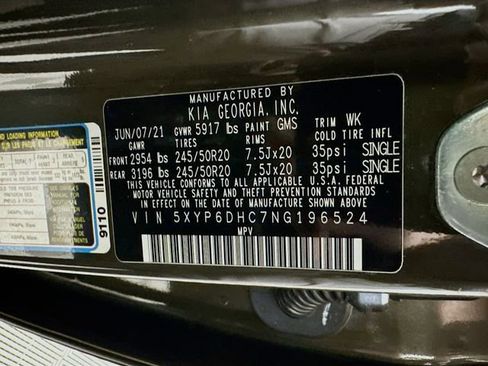 MANUFACTURED BY
KIA GEORGIA, INC.
JUN/07/21 GVWR 5917 lbs PAINT GMS TRIM WK
GAWR TIRES RIMS COLD TIRE INFL
FRONT 2954 lbs 245/50R20 7.5Jx20 35psi SINGLE
REAR 3196 lbs 245/50R20 7.5Jx20 35psi SINGLE
THIS VEHICLE CONFORMS TO ALL APPLICABLE U.S.A. FEDERAL
MOTOR VEHICLE SAFETY AND THEFT PREVENTION STANDARDS
IN EFFECT ON THE DATE OF MANUFACTURE SHOWN ABOVE.
VIN 5XYP6DHC7NG196524
MPV
AND LOADING INFORMATION
9110